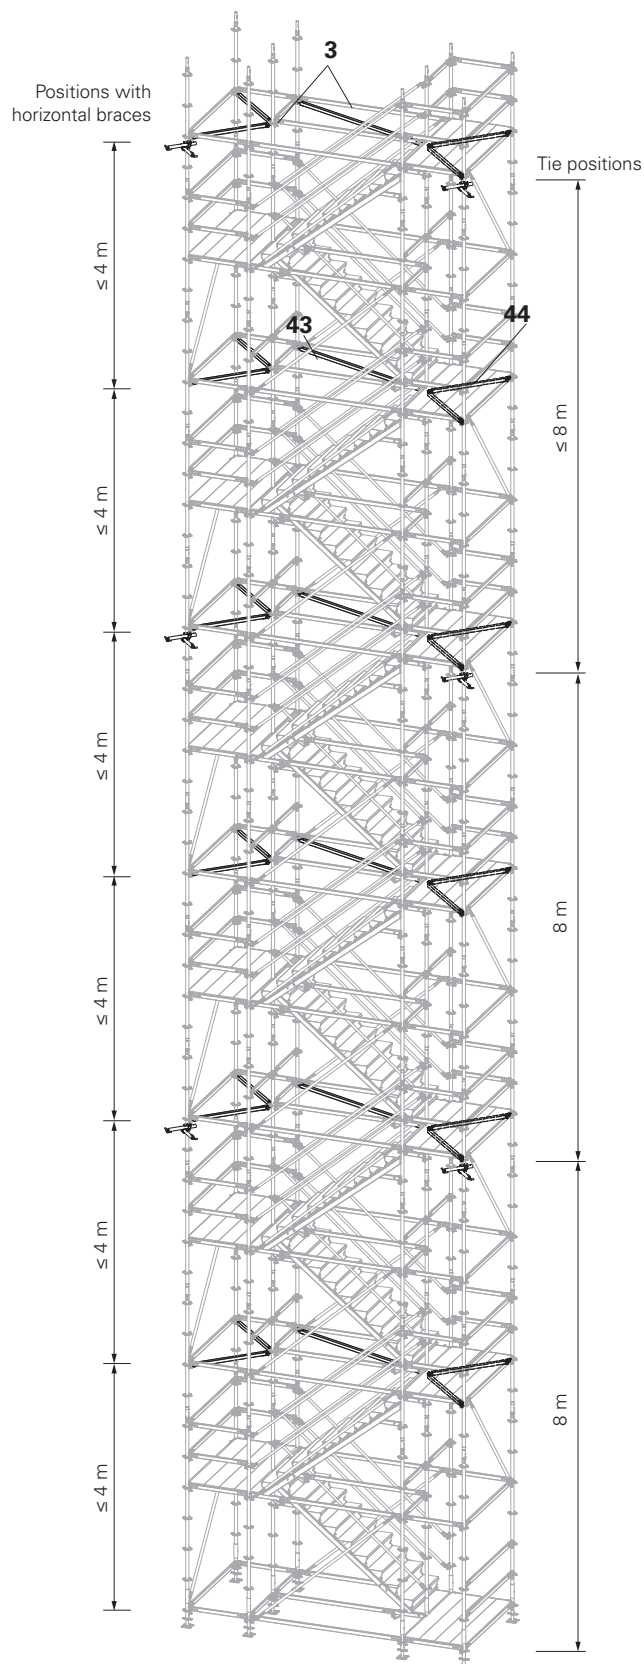 3
Positions with
horizontal braces
Tie positions
≤ 4 m
43
44
≤ 8 m
≤ 4 m
≤ 4 m
8 m
≤ 4 m
≤ 4 m
8 m
≤ 4 m